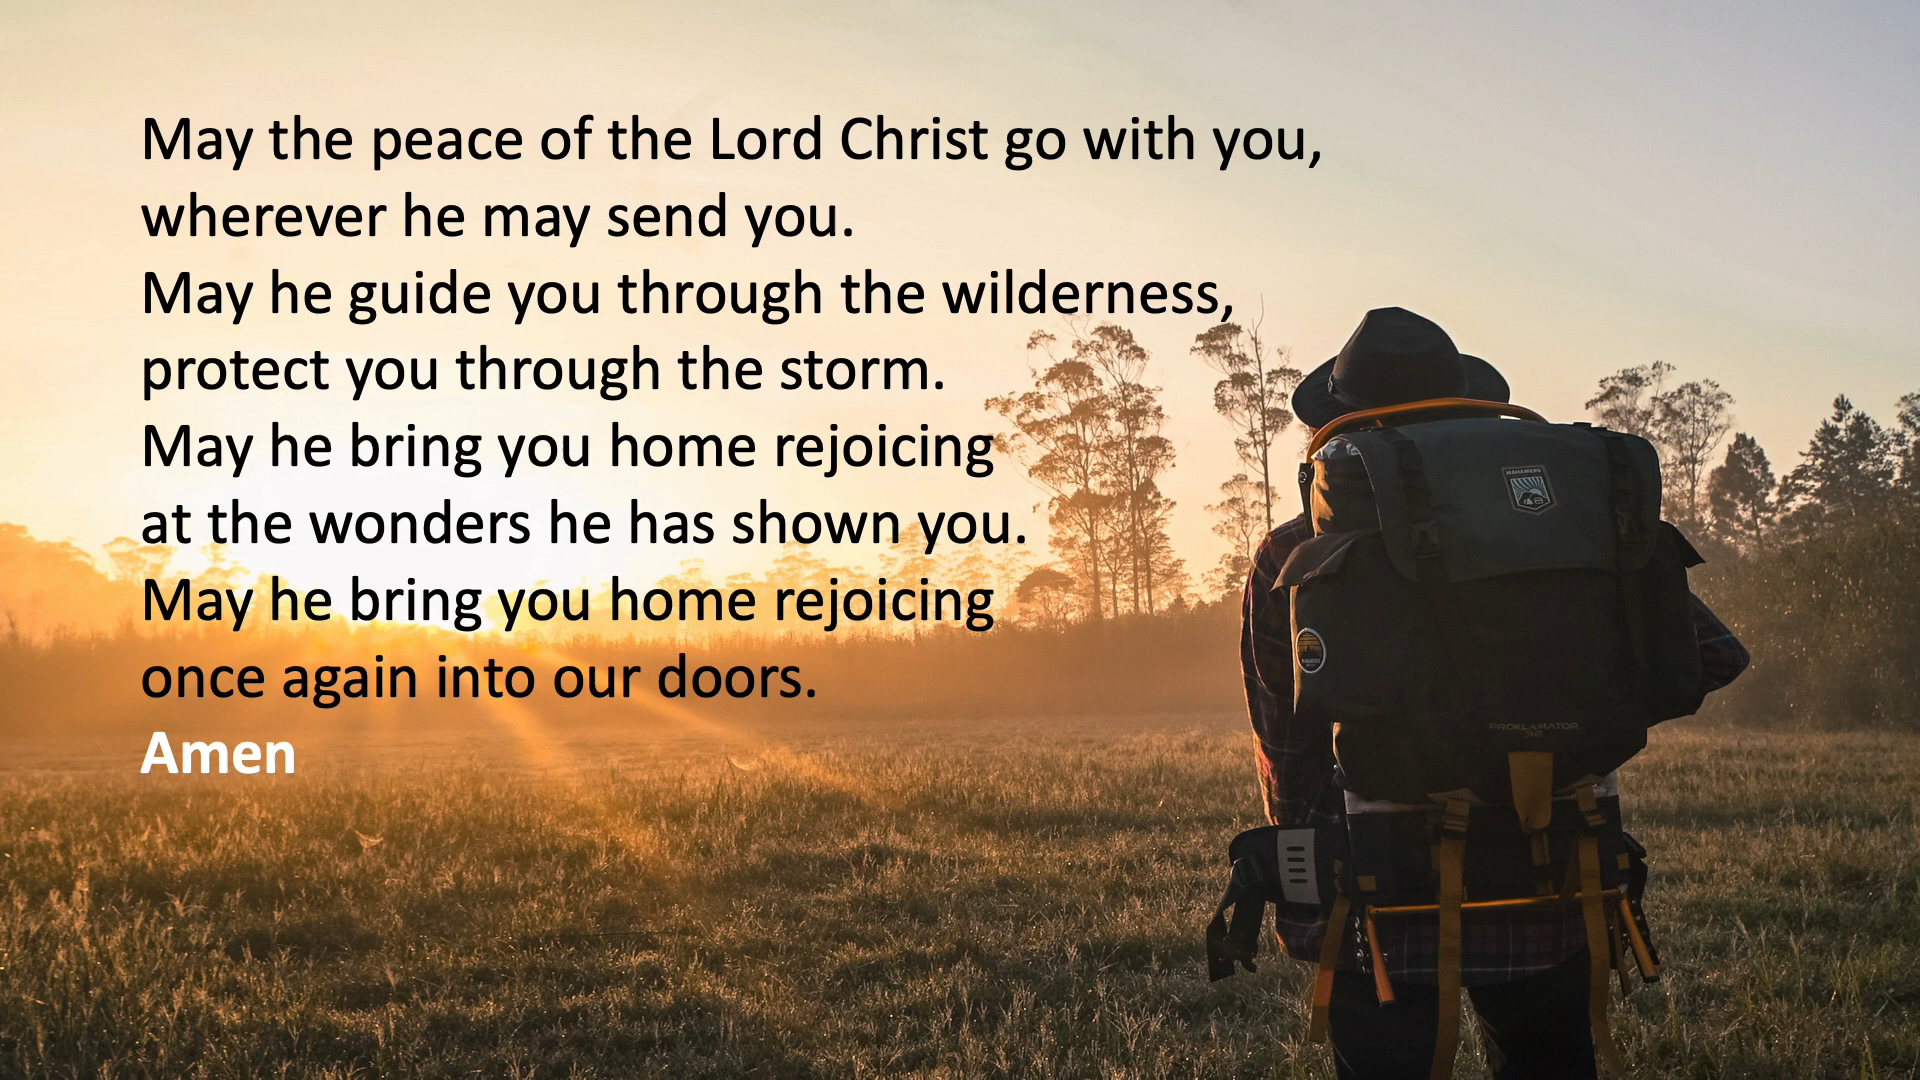 May the peace of the Lord Christ go with you,
wherever he may send you.
May he guide you through the wilderness,
protect you through the storm.
May he bring you home rejoicing
at the wonders he has shown you.
May he bring you home rejoicing
once again into our doors.
Amen
PROKLAMATOR